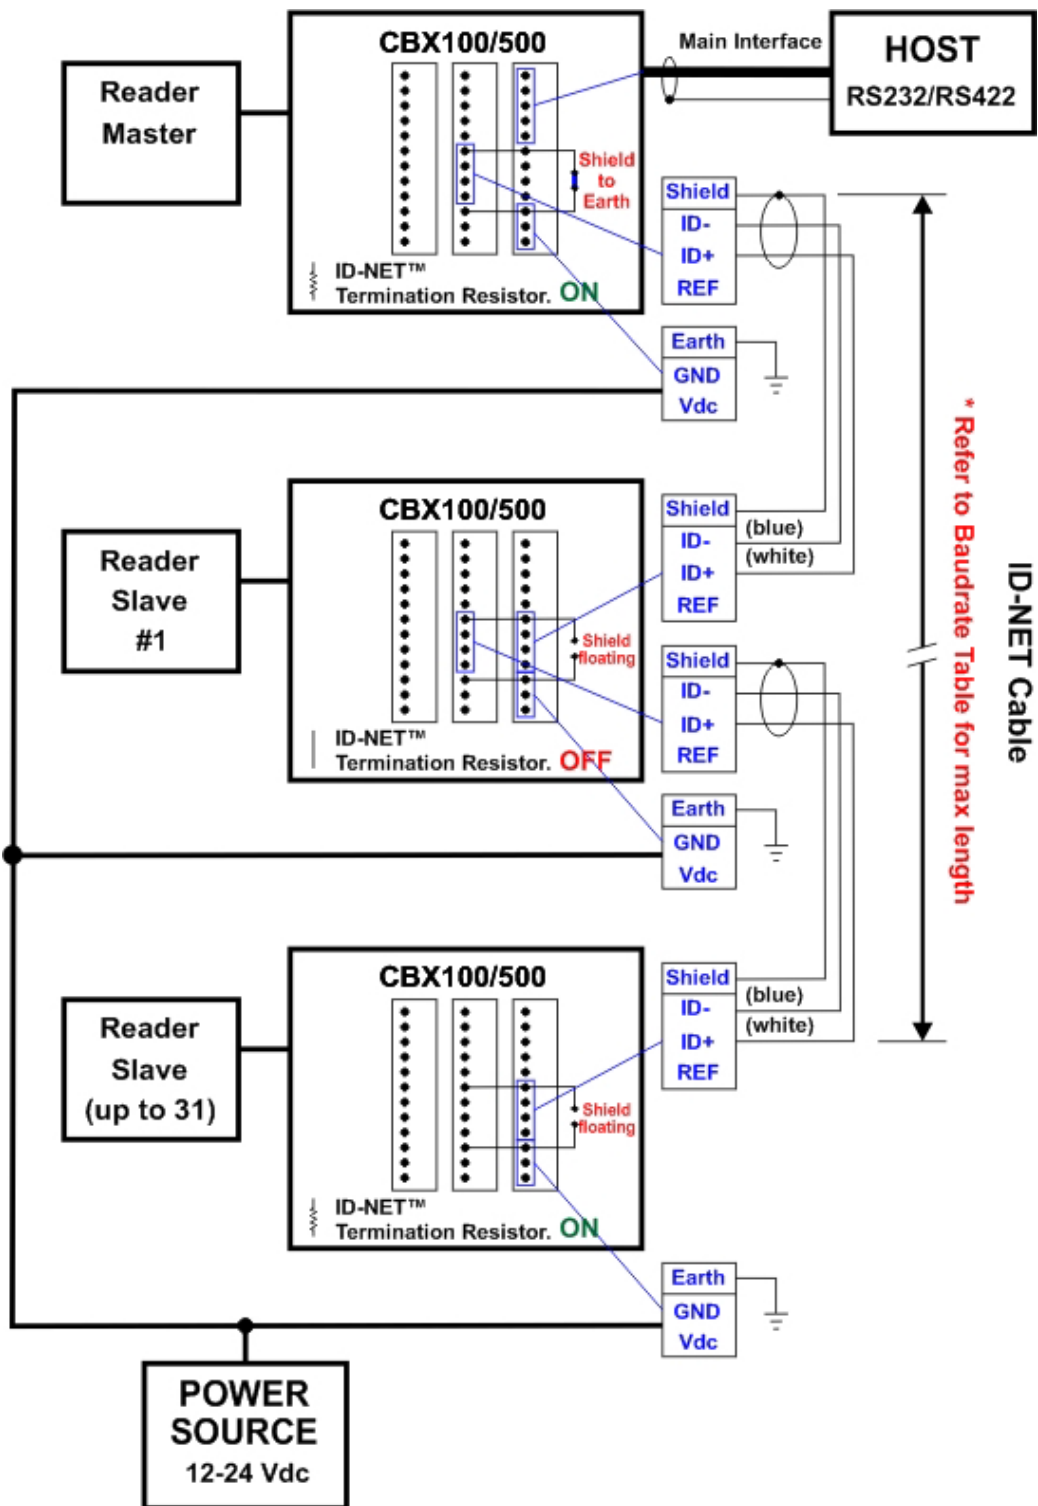 CBX100/500
Main Interface
HOST
RS232/RS422
Reader
Master
Shield
to
Earth
ID-NET™
Termination Resistor. ON
Shield
ID-
ID+
REF
Earth
GND
Vdc
CBX100/500
Reader
Slave
#1
Shield
floating
ID-NET™
Termination Resistor. OFF
Shield
ID- (blue)
ID+ (white)
REF
Shield
ID-
ID+
REF
Earth
GND
Vdc
* Refer to Baudrate Table for max length
ID-NET Cable
CBX100/500
Reader
Slave
(up to 31)
Shield
floating
ID-NET™
Termination Resistor. ON
Shield
ID- (blue)
ID+ (white)
REF
Earth
GND
Vdc
POWER
SOURCE
12-24 Vdc